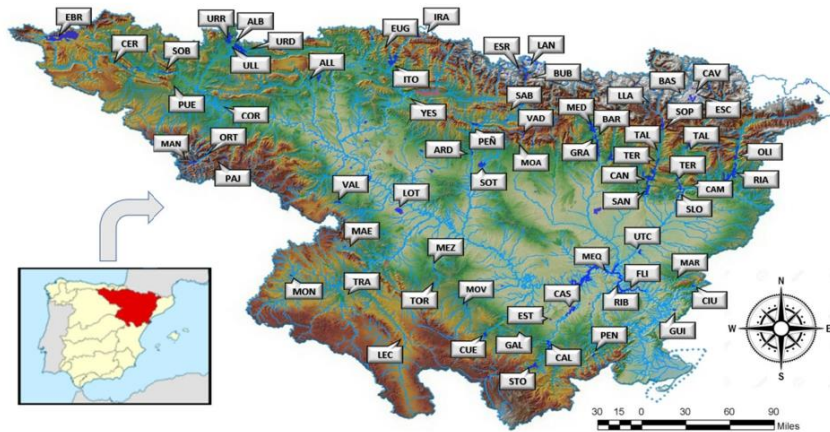 EBR
CER
SOB
URR
ALB
URD
ULL
ALL
EUG
IRA
ITO
ESR
LAN
BUB
BAS
CAV
SAB
LLA
SOP
ESC
PUE
COR
YES
MED
BAR
VAD
TAL
TAL
MAN
ORT
PAJ
ARD
PEÑ
MOA
GRA
TER
TER
OLI
SOT
CAN
CAM
RIA
VAL
LOT
SAN
SLO
MAE
MEZ
UTC
MEQ
MAR
FLI
MON
TRA
TOR
MOV
CAS
RIB
CIU
EST
GUI
LEC
CUE
GAL
PEN
CAL
STO
N
W
E
S
30 15 0 30 60 90
Miles